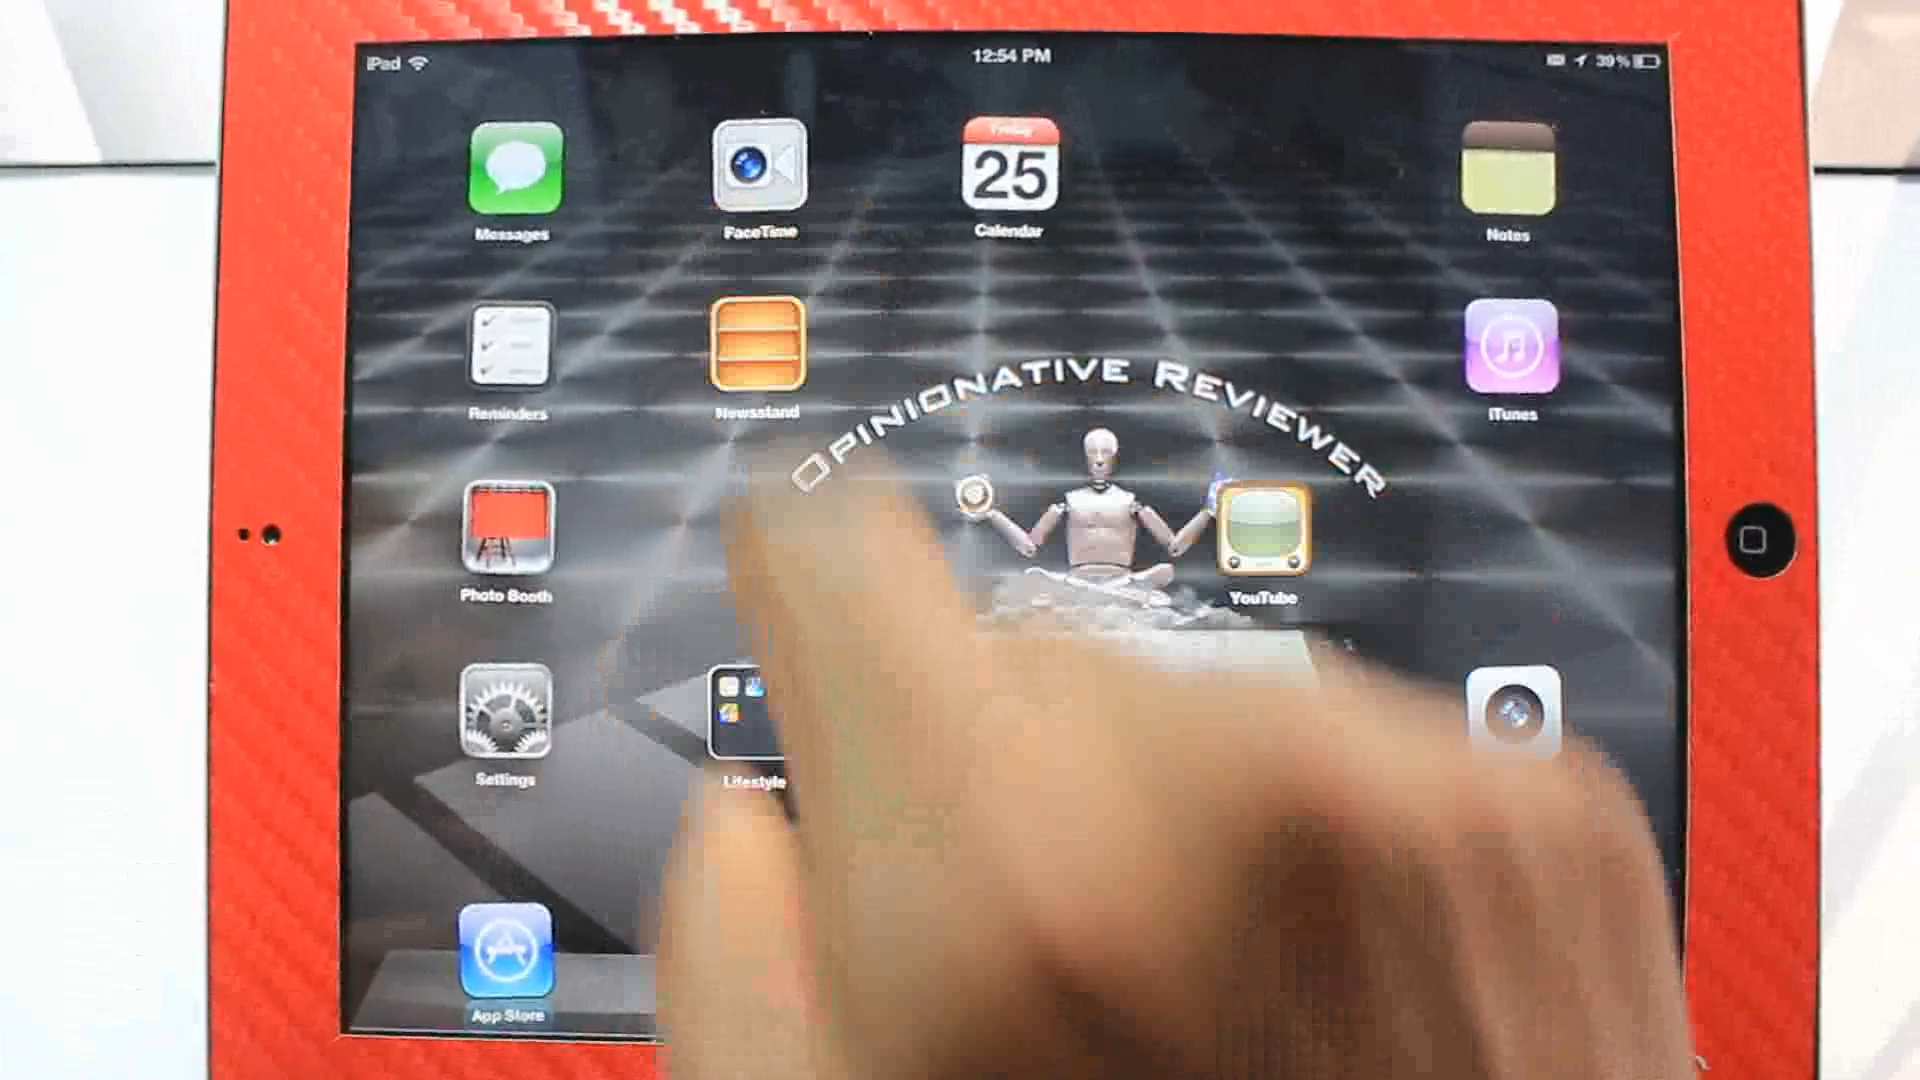 iPad
12:54 PM
39%
Messages
FaceTime
Friday
25
Calendar
Notes
Reminders
Newsstand
iTunes
Opinionative Reviewer
Photo Booth
YouTube
Settings
Lifestyle
App Store